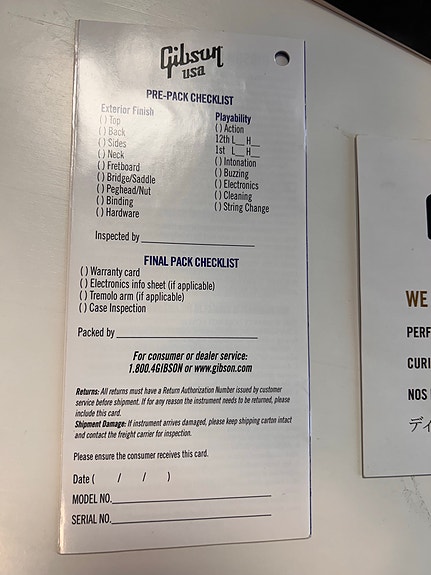 Gibson
usa
PRE-PACK CHECKLIST
Exterior Finish
( ) Top
( ) Back
( ) Sides
( ) Neck
( ) Fretboard
( ) Bridge/Saddle
( ) Peghead/Nut
( ) Binding
( ) Hardware
Playability
( ) Action
12th L__ H__
1st L__ H__
( ) Intonation
( ) Buzzing
( ) Electronics
( ) Cleaning
( ) String Change
Inspected by
FINAL PACK CHECKLIST
( ) Warranty card
( ) Electronics info sheet (if applicable)
( ) Tremolo arm (if applicable)
( ) Case Inspection
Packed by
For consumer or dealer service:
1.800.4GIBSON or www.gibson.com
Returns: All returns must have a Return Authorization Number issued by customer
service before shipment. If for any reason the instrument needs to be returned, please
include this card.
Shipment Damage: If instrument arrives damaged, please keep shipping carton intact
and contact the freight carrier for inspection.
Please ensure the consumer receives this card.
Date ( / / )
MODEL NO.
SERIAL NO.
WE
PERF
CURI
NOS
ディ